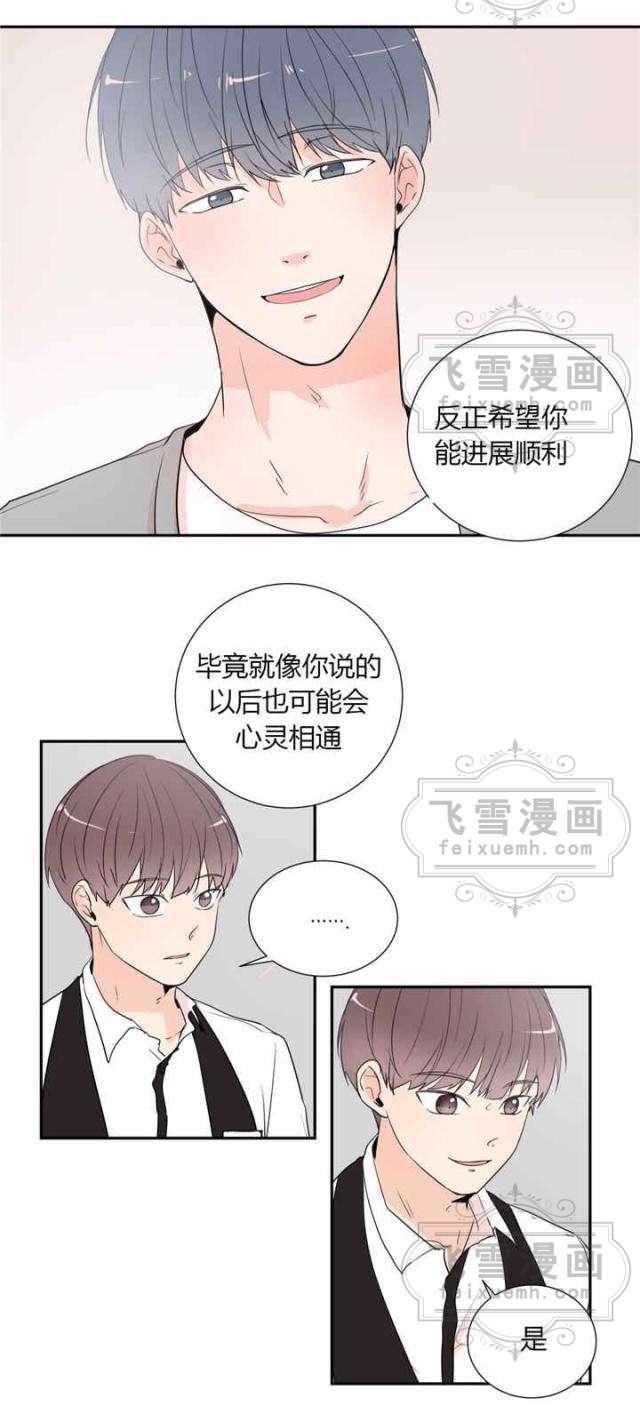 飞雪漫画
feixuemh.com
反正希望你
能进展顺利
毕竟就像你说的
以后也可能会
心灵相通
飞雪漫画
feixuemh.com
…….
飞雪漫画
feixuemh.com
是